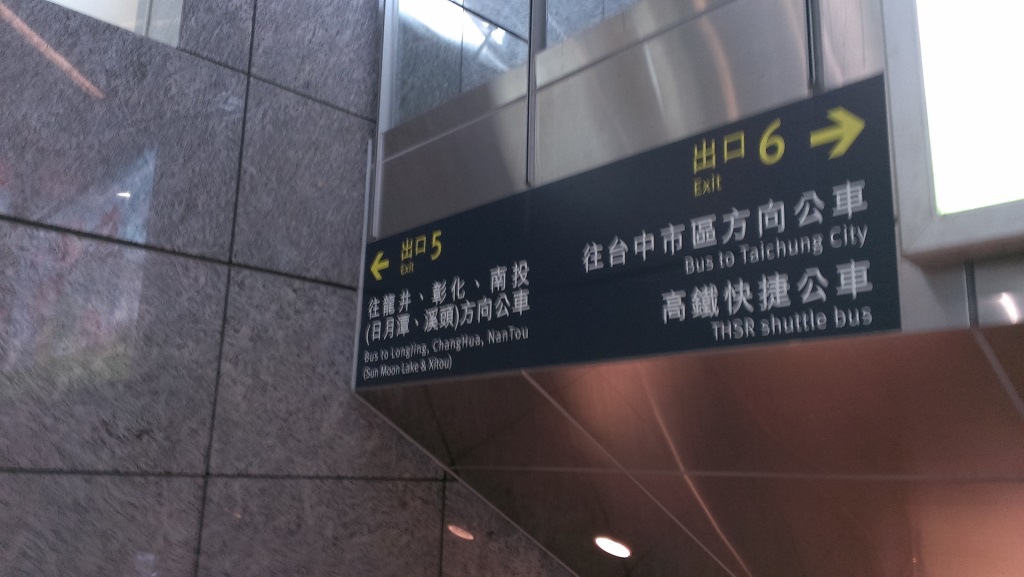 ← 出口5
Exit
往龍井、彰化、南投
(日月潭、溪頭)方向公車
Bus to Longjing, ChangHua, NanTou
(Sun Moon Lake & Xitou)
出口6 →
Exit
往台中市區方向公車
Bus to Taichung City
高鐵快捷公車
THSR shuttle bus